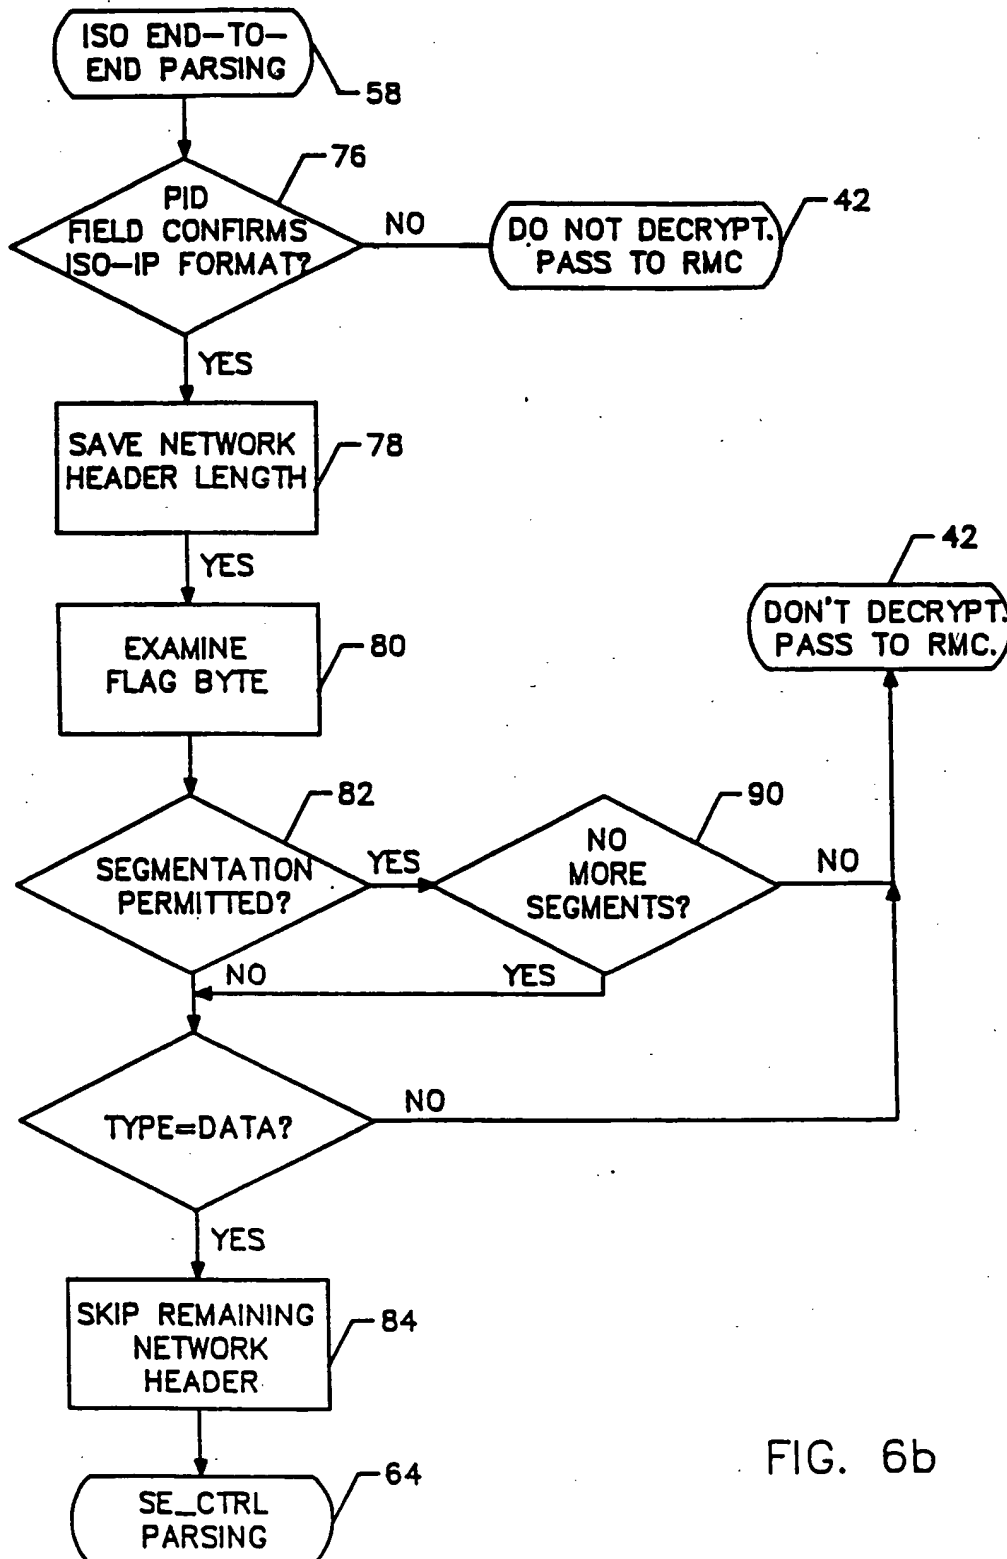 ISO END-TO-
END PARSING
58
76
PID
FIELD CONFIRMS
ISO-IP FORMAT?
NO
42
DO NOT DECRYPT.
PASS TO RMC
YES
SAVE NETWORK
HEADER LENGTH
78
YES
42
DON'T DECRYPT.
PASS TO RMC.
EXAMINE
FLAG BYTE
80
82
SEGMENTATION
PERMITTED?
YES
90
NO
MORE
SEGMENTS?
NO
NO
YES
TYPE=DATA?
NO
YES
SKIP REMAINING
NETWORK
HEADER
84
SE_CTRL
PARSING
64
FIG. 6b